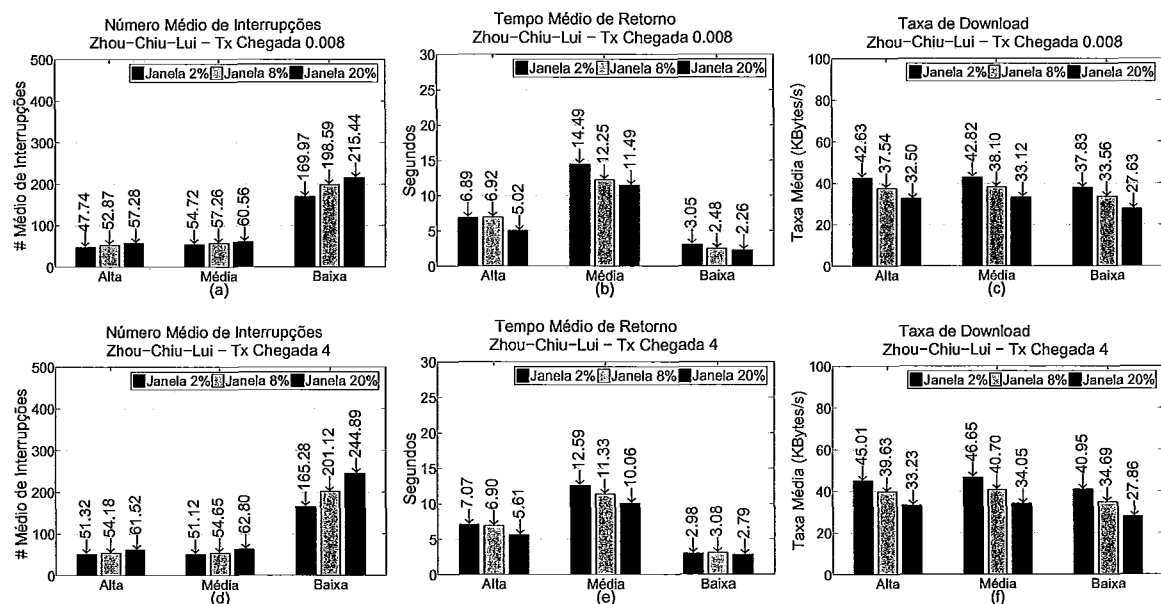 Número Médio de Interrupções
Zhou-Chiu-Lui - Tx Chegada 0.008
# Médio de Interrupções
500
400
300
200
100
0
Janela 2% Janela 8% Janela 20%
47.74 52.87 57.28
54.72 57.26 60.56
169.97 198.59 215.44
Alta Média Baixa
(a)
Tempo Médio de Retorno
Zhou-Chiu-Lui - Tx Chegada 0.008
Segundos
30
25
20
15
10
5
0
Janela 2% Janela 8% Janela 20%
6.89 6.92 5.02
14.49 12.25 11.49
3.05 2.48 2.26
Alta Média Baixa
(b)
Taxa de Download
Zhou-Chiu-Lui - Tx Chegada 0.008
Taxa Média (KBytes/s)
100
80
60
40
20
0
Janela 2% Janela 8% Janela 20%
42.63 37.54 32.50
42.82 38.10 33.12
37.83 33.56 27.63
Alta Média Baixa
(c)
Número Médio de Interrupções
Zhou-Chiu-Lui - Tx Chegada 4
# Médio de Interrupções
500
400
300
200
100
0
Janela 2% Janela 8% Janela 20%
51.32 54.18 61.52
51.12 54.65 62.80
165.28 201.12 244.89
Alta Média Baixa
(d)
Tempo Médio de Retorno
Zhou-Chiu-Lui - Tx Chegada 4
Segundos
30
25
20
15
10
5
0
Janela 2% Janela 8% Janela 20%
7.07 6.90 5.61
12.59 11.33 10.06
2.98 3.08 2.79
Alta Média Baixa
(e)
Taxa de Download
Zhou-Chiu-Lui - Tx Chegada 4
Taxa Média (KBytes/s)
100
80
60
40
20
0
Janela 2% Janela 8% Janela 20%
45.01 39.63 33.23
46.65 40.70 34.05
40.95 34.69 27.86
Alta Média Baixa
(f)